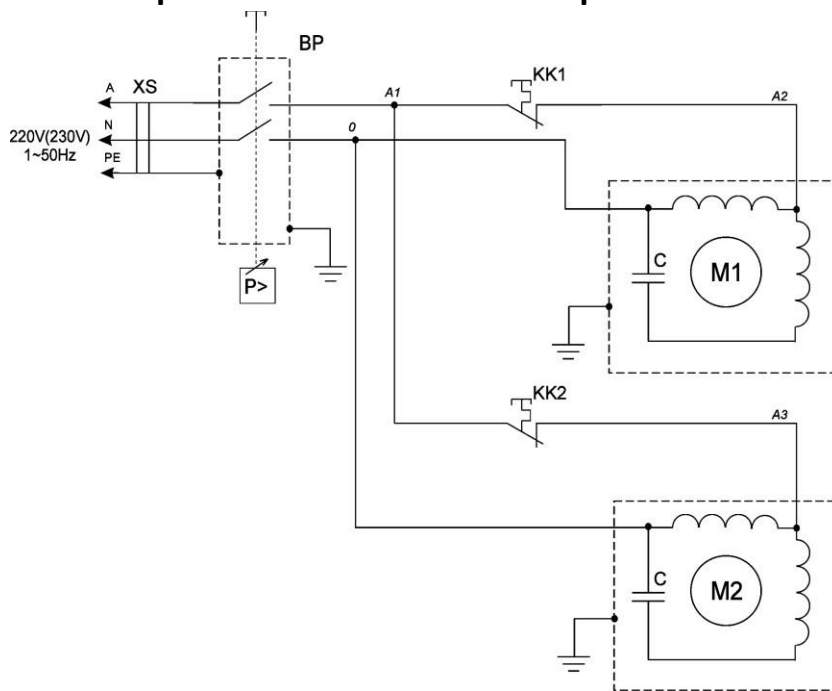 BP
A XS
KK1
A1
A2
N
0
220V(230V)
1~50Hz
PE
C
M1
P>
KK2
A3
C
M2